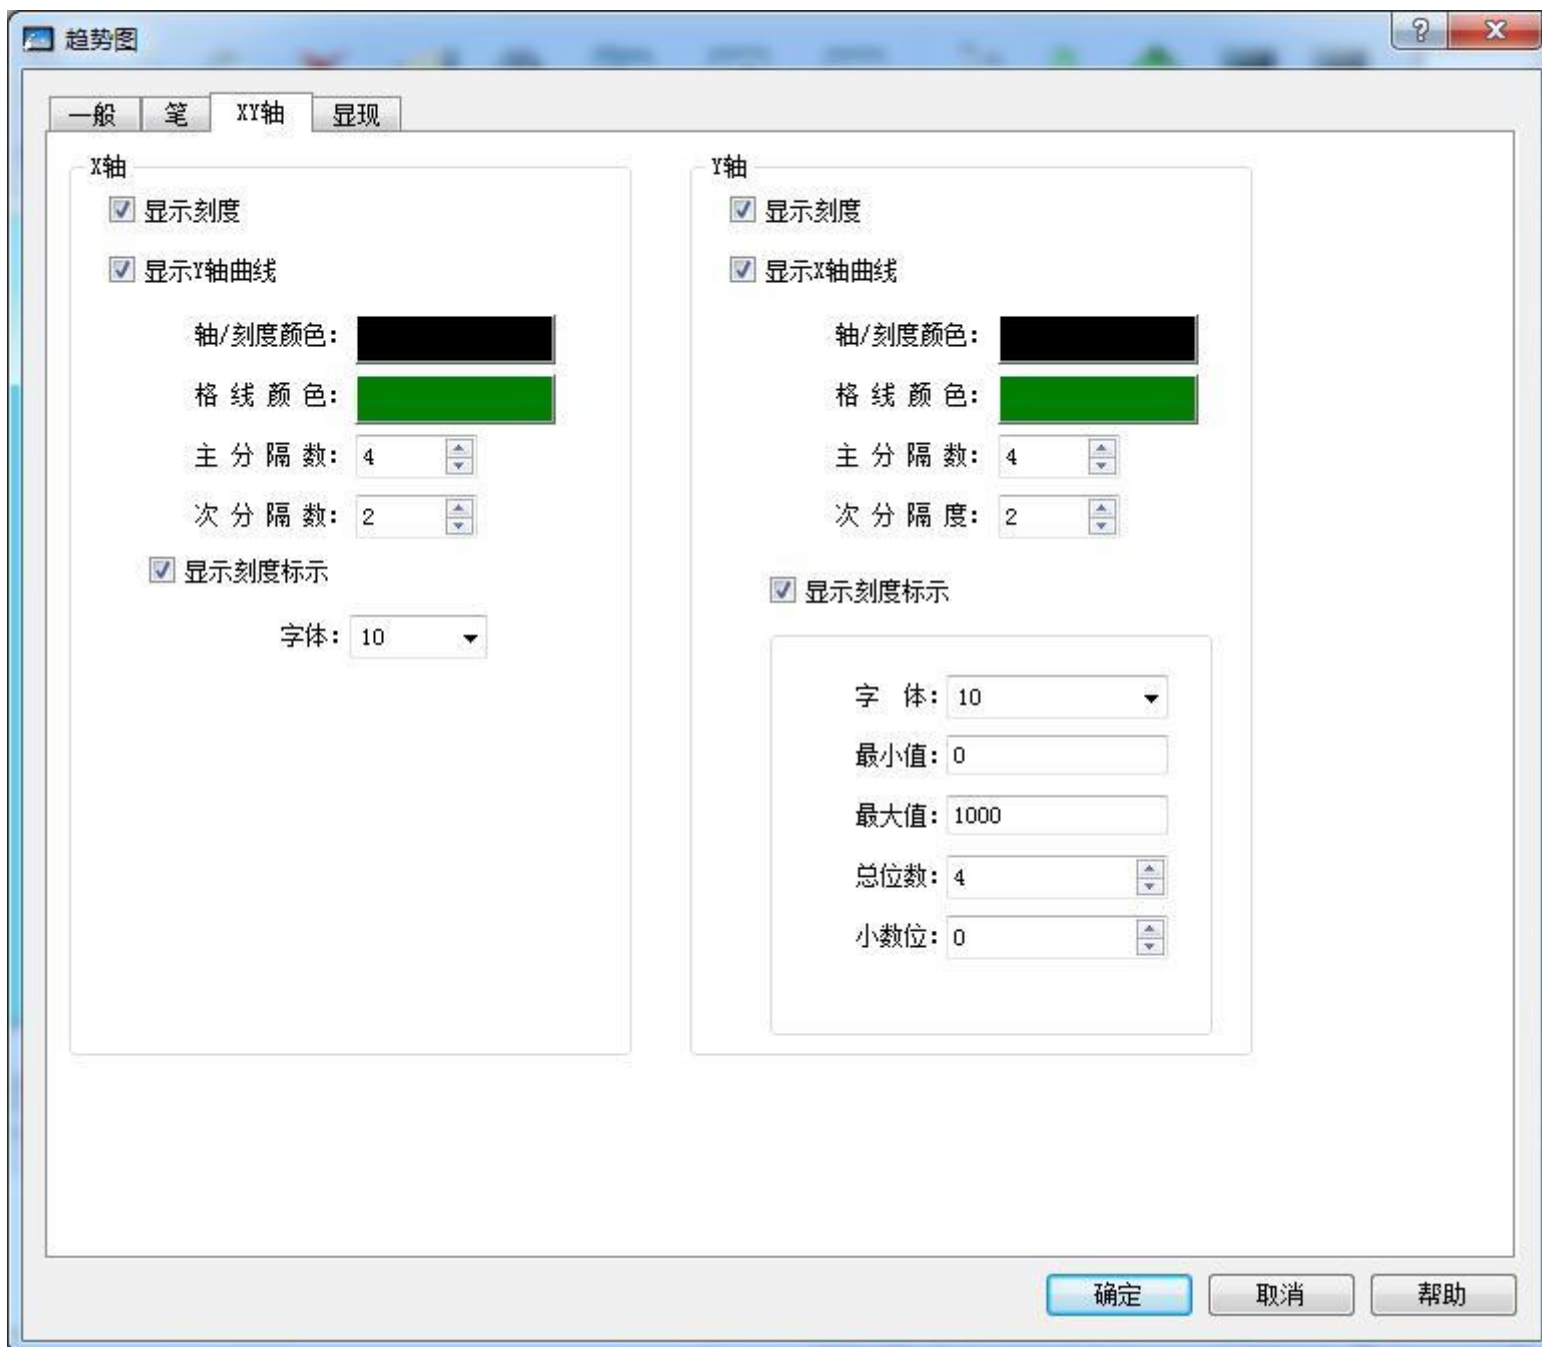 趋势图
一般 笔 XY轴 显现
X轴
显示刻度
显示Y轴曲线
轴/刻度颜色:
格线颜色:
主分隔数: 4
次分隔数: 2
显示刻度标示
字体: 10
Y轴
显示刻度
显示X轴曲线
轴/刻度颜色:
格线颜色:
主分隔数: 4
次分隔度: 2
显示刻度标示
字体: 10
最小值: 0
最大值: 1000
总位数: 4
小数位: 0
确定 取消 帮助